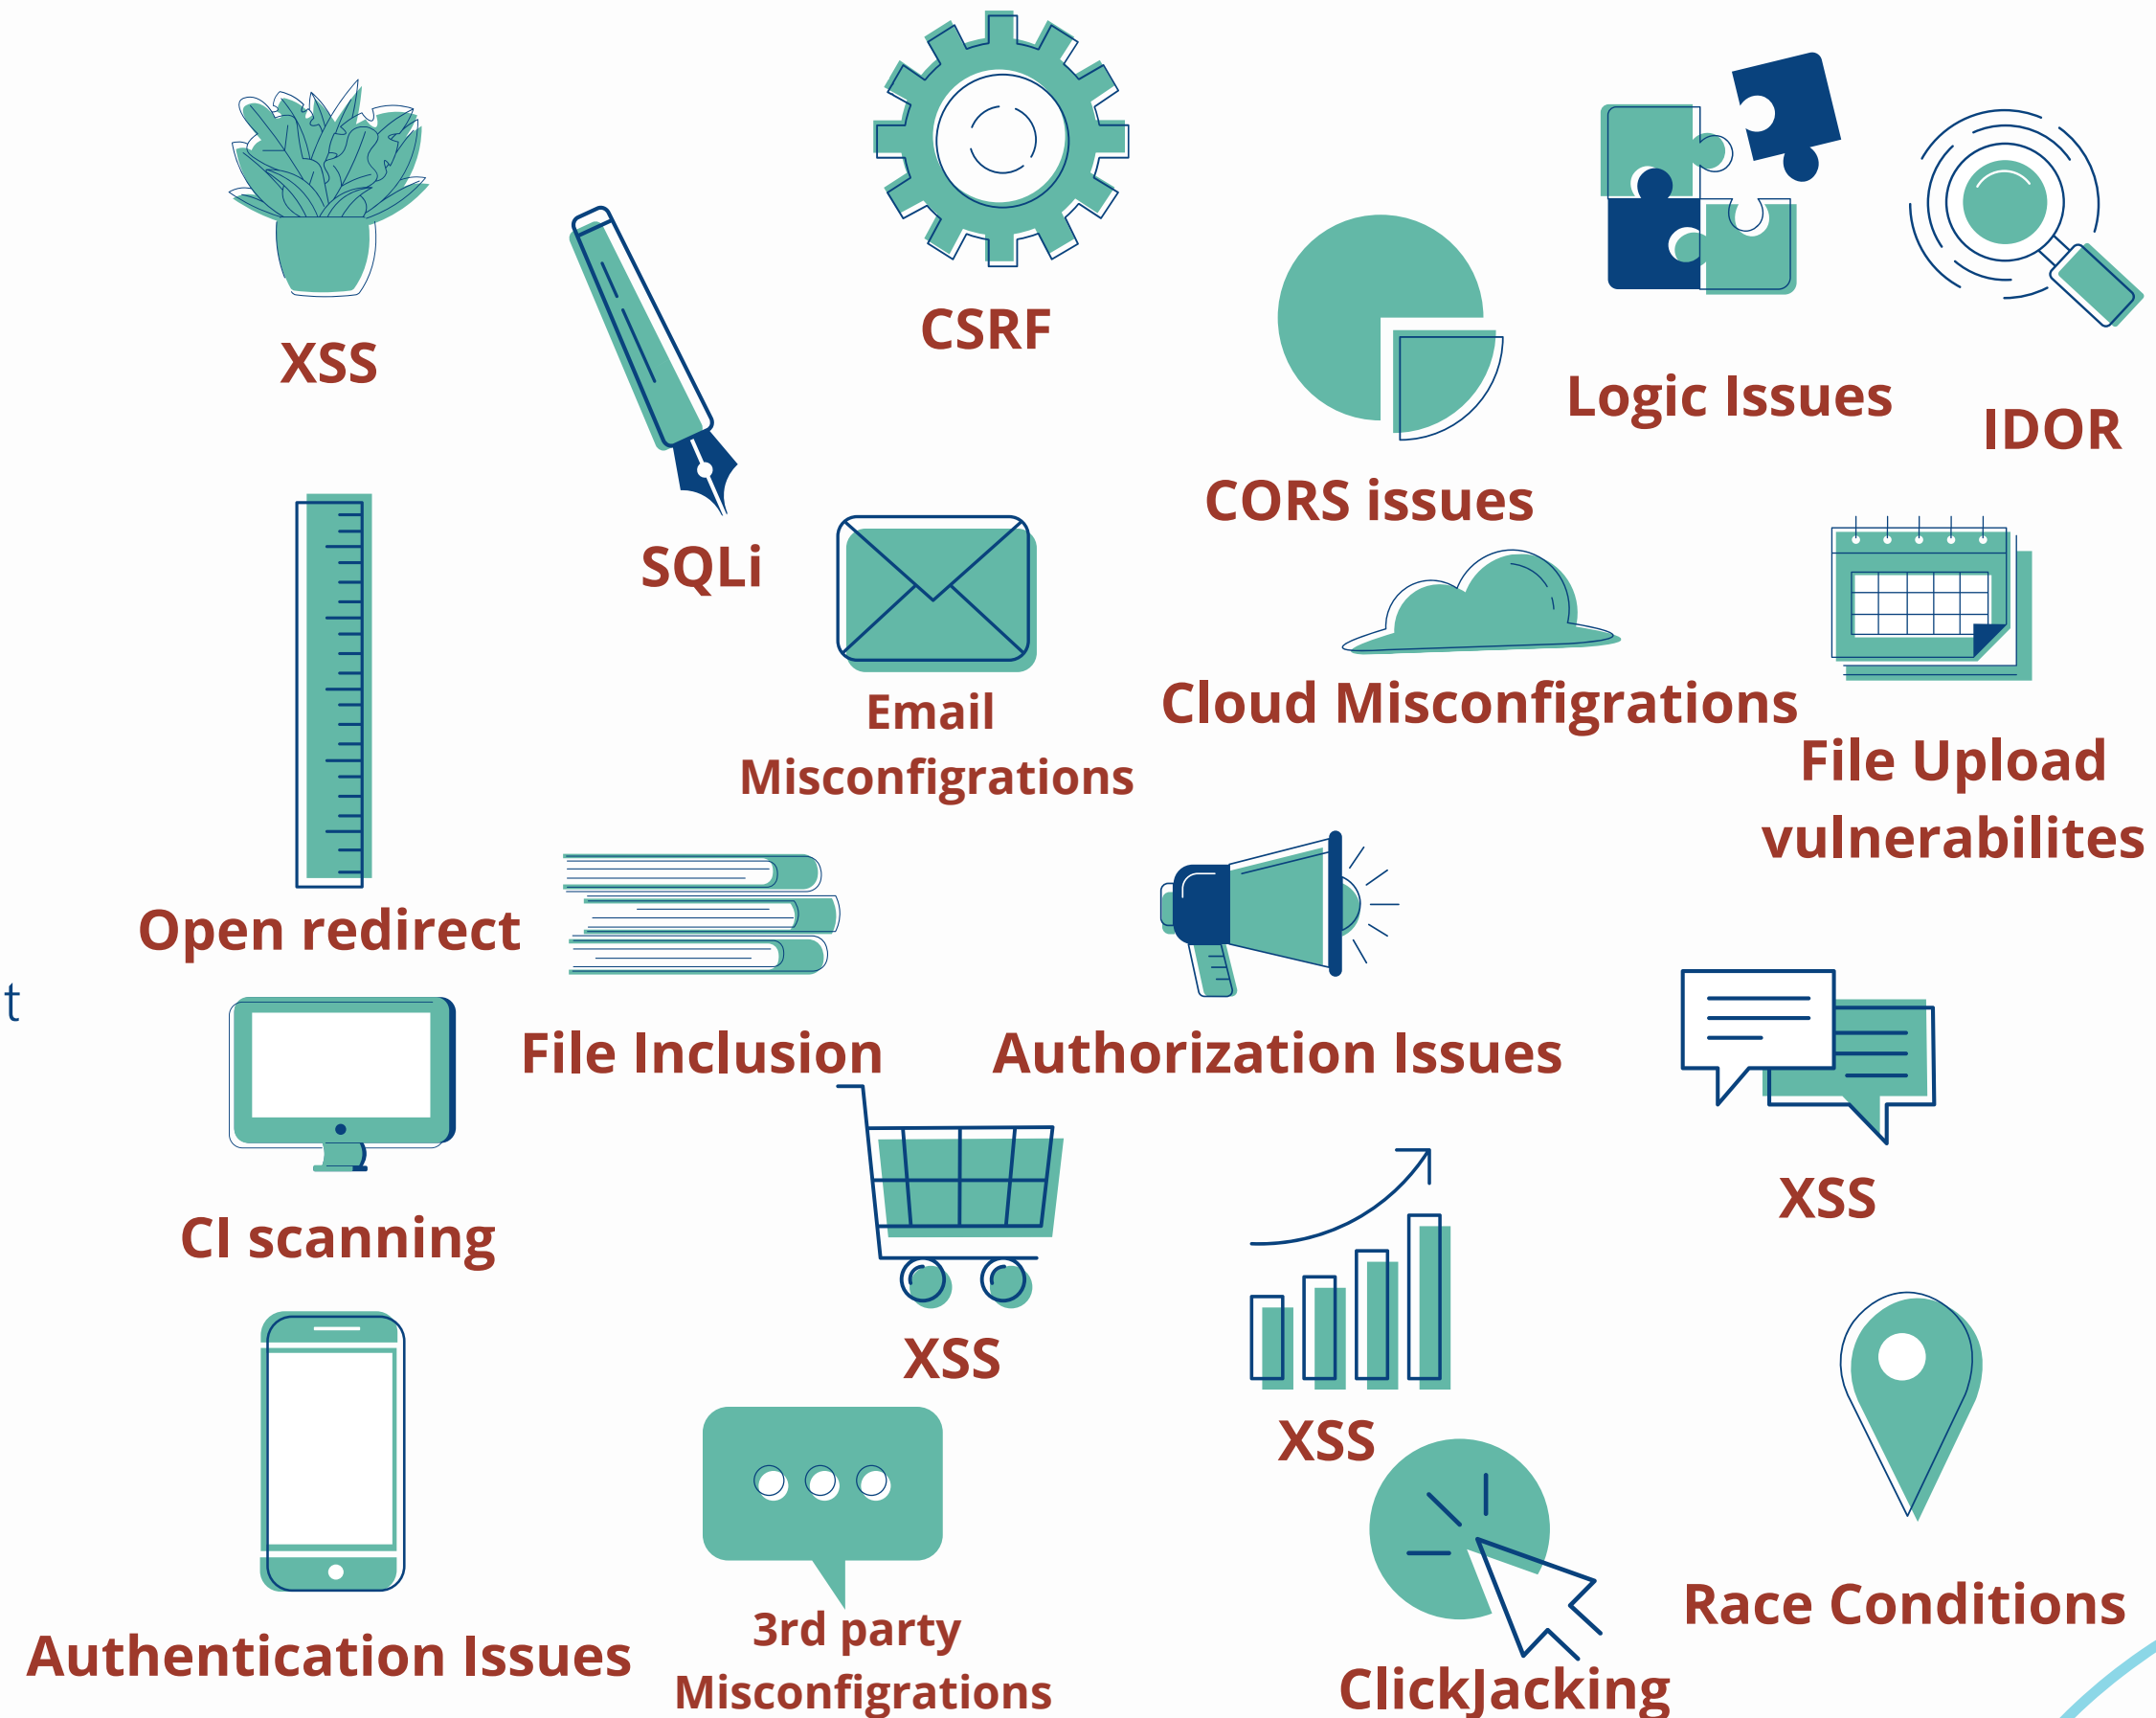 XSS
CSRF
Logic Issues
IDOR
SQLi
CORS issues
Email
Misconfigrations
Cloud Misconfigrations
File Upload
vulnerabilites
Open redirect
t
File Inclusion
Authorization Issues
XSS
CI scanning
XSS
XSS
Authentication Issues
3rd party
Misconfigrations
ClickJacking
Race Conditions